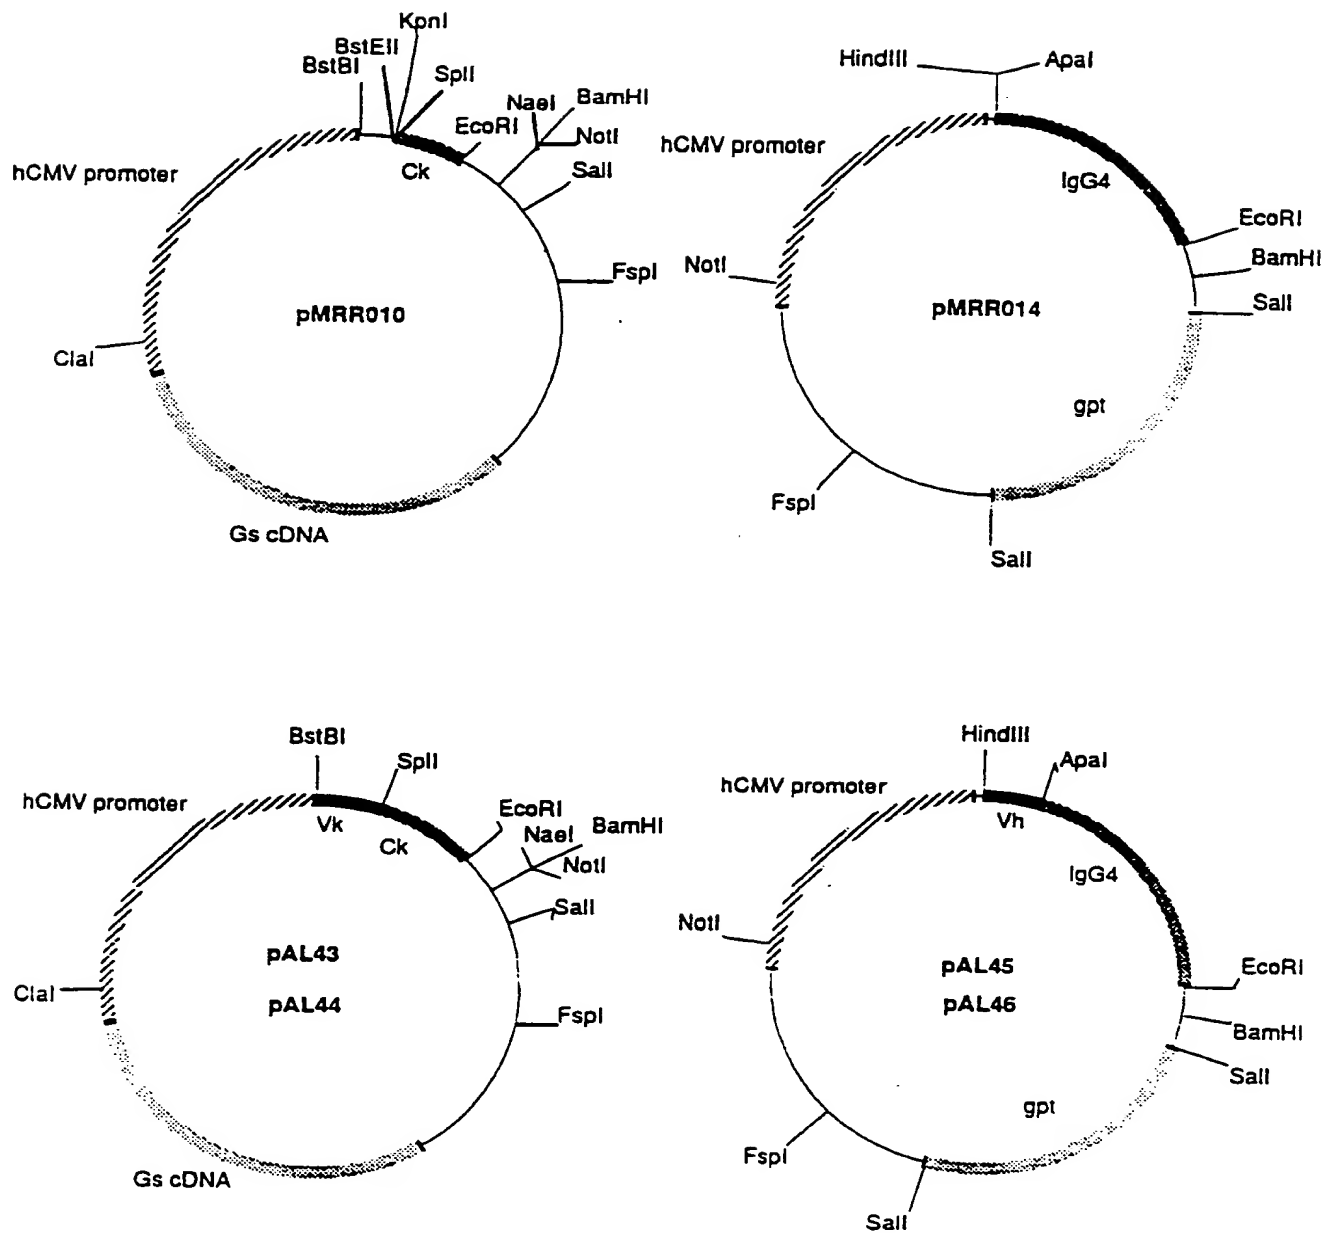 KpnI
BstEII
BstBI
SplI
NaeI
BamHI
EcoRI
NotI
hCMV promoter
Ck
SalI
FspI
pMRR010
ClaI
Gs cDNA
HindIII
ApaI
hCMV promoter
IgG4
EcoRI
NotI
BamHI
SalI
pMRR014
gpt
FspI
SalI
BstBI
SplI
hCMV promoter
EcoRI
Vk
NaeI
BamHI
Ck
NotI
SalI
pAL43
ClaI
pAL44
FspI
Gs cDNA
HindIII
ApaI
hCMV promoter
Vh
IgG4
NotI
pAL45
EcoRI
pAL46
BamHI
SalI
gpt
FspI
SalI